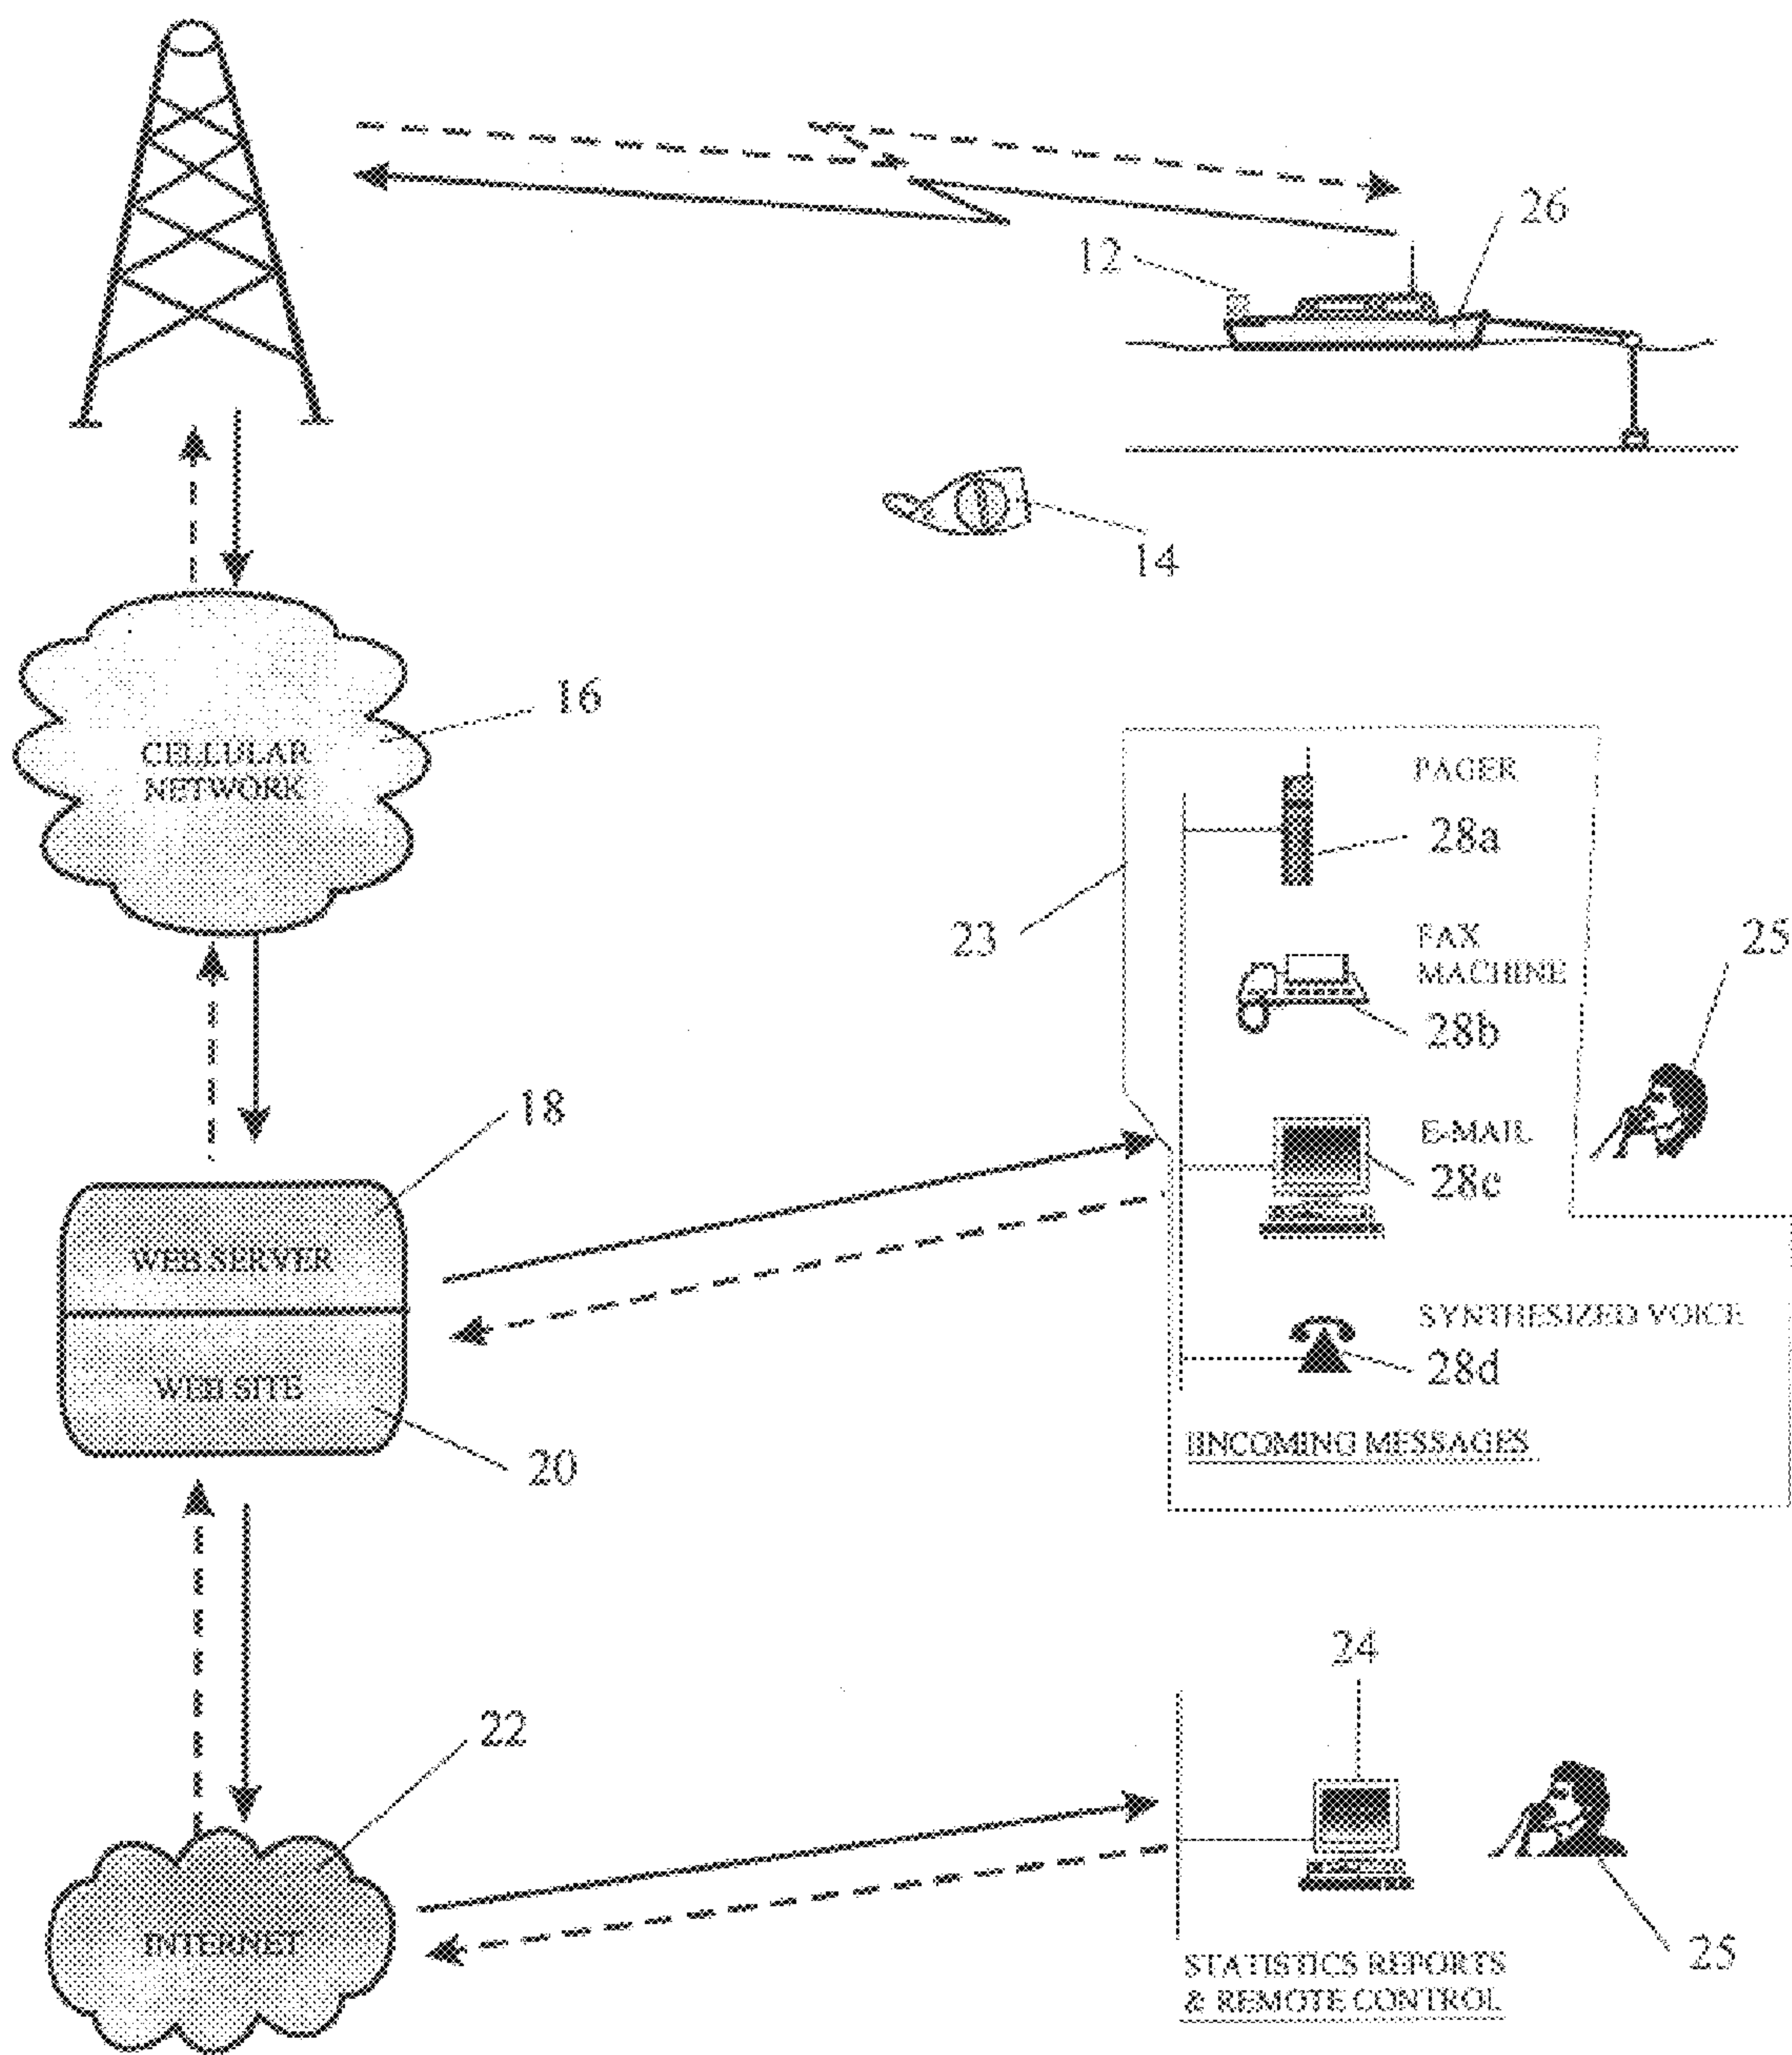 26
12
14
16
CELLULAR
NETWORK
PAGER
28a
23
FAX
MACHINE
28b
25
18
E-MAIL
28c
WEB SERVER
SYNTHESIZED VOICE
28d
WEB SITE
IINCOMING MESSAGES
20
24
22
INTERNET
25
STATISTICS REPORTS
& REMOTE CONTROL